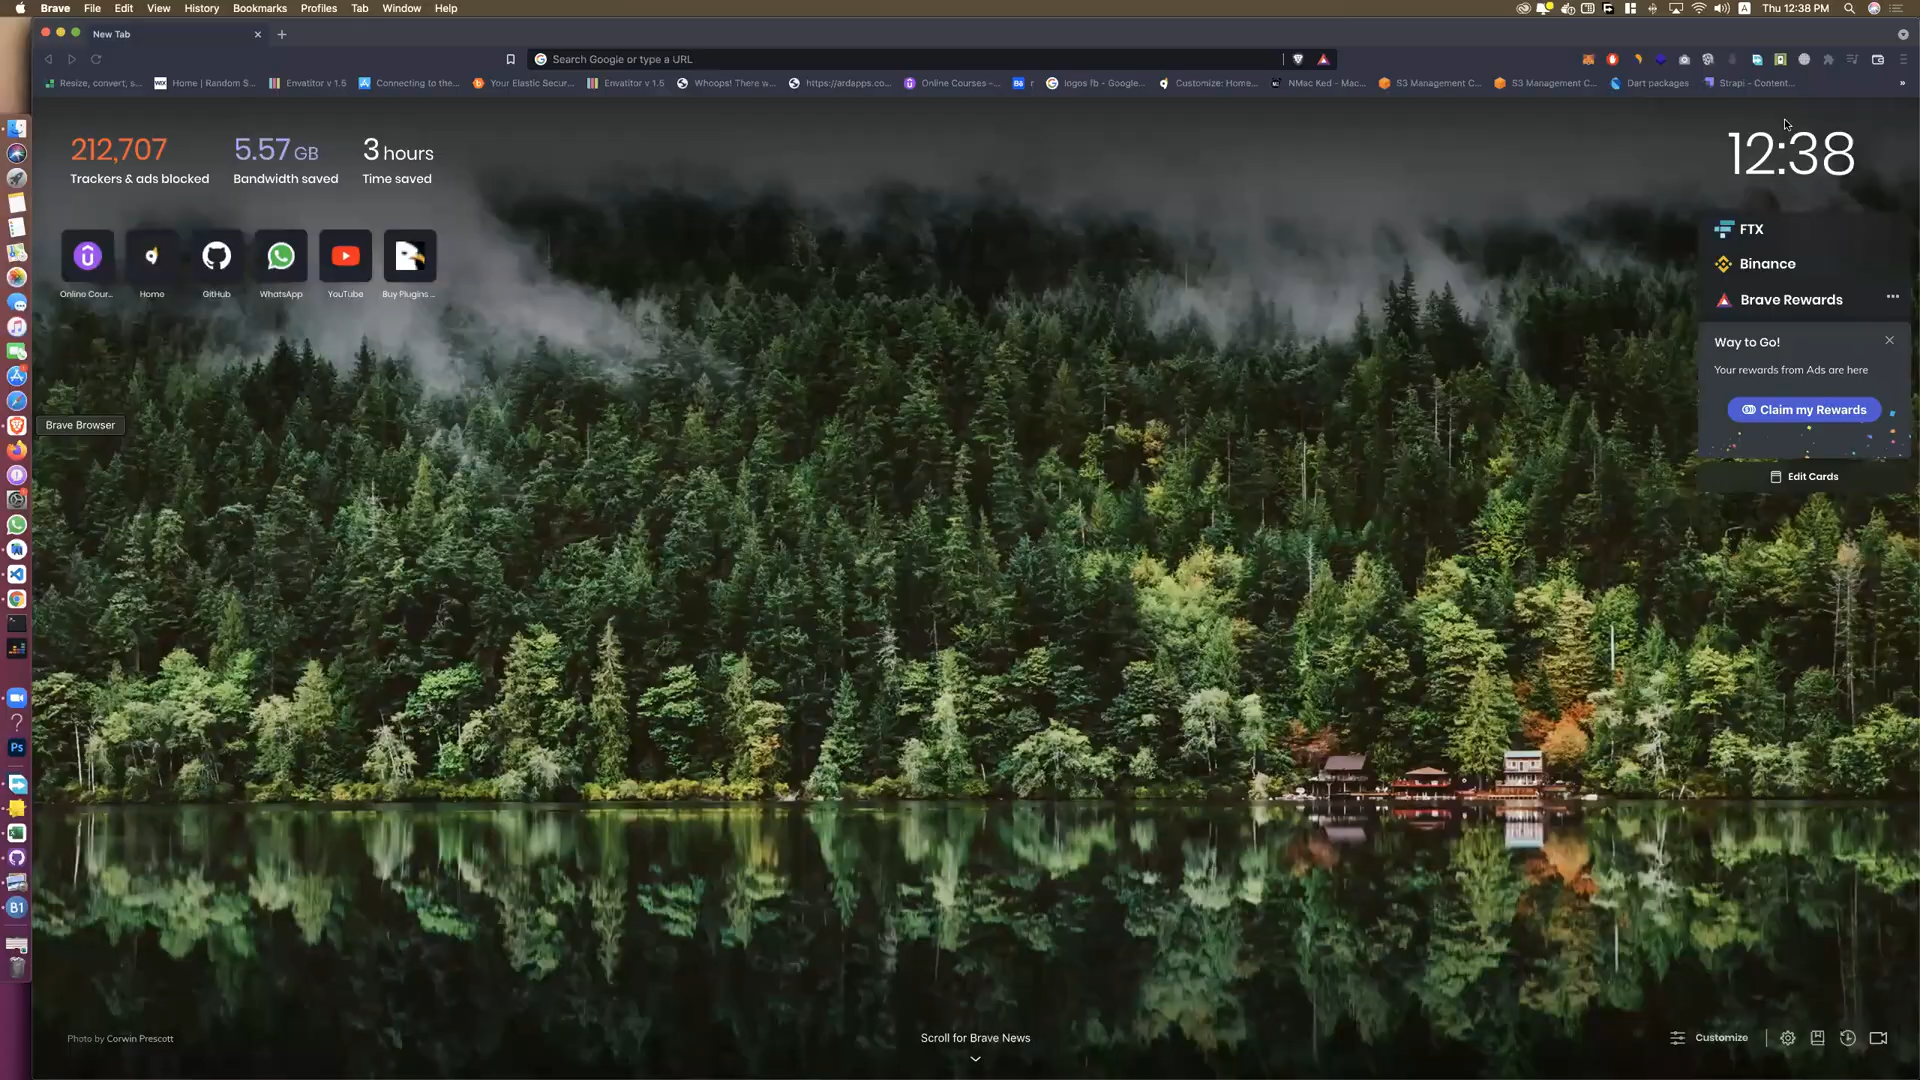 Brave File Edit View History Bookmarks Profiles Tab Window Help
A Thu 12:38 PM
New Tab
Search Google or type a URL
Resize, convert, s... Home | Random S... Envatitor v 1.5 Connecting to the... Your Elastic Secur... Envatitor v 1.5 Whoops! There w... https://ardapps.co... Online Courses –... logos fb - Google... Customize: Home... NMac Ked - Mac... S3 Management C... S3 Management C... Dart packages Strapi - Content...
212,707
Trackers & ads blocked
5.57 GB
Bandwidth saved
3 hours
Time saved
12:38
Online Cour... Home GitHub WhatsApp YouTube Buy Plugins ...
FTX
Binance
Brave Rewards
Way to Go!
Your rewards from Ads are here
Claim my Rewards
Edit Cards
Brave Browser
Ps
B1
Photo by Corwin Prescott
Scroll for Brave News
Customize